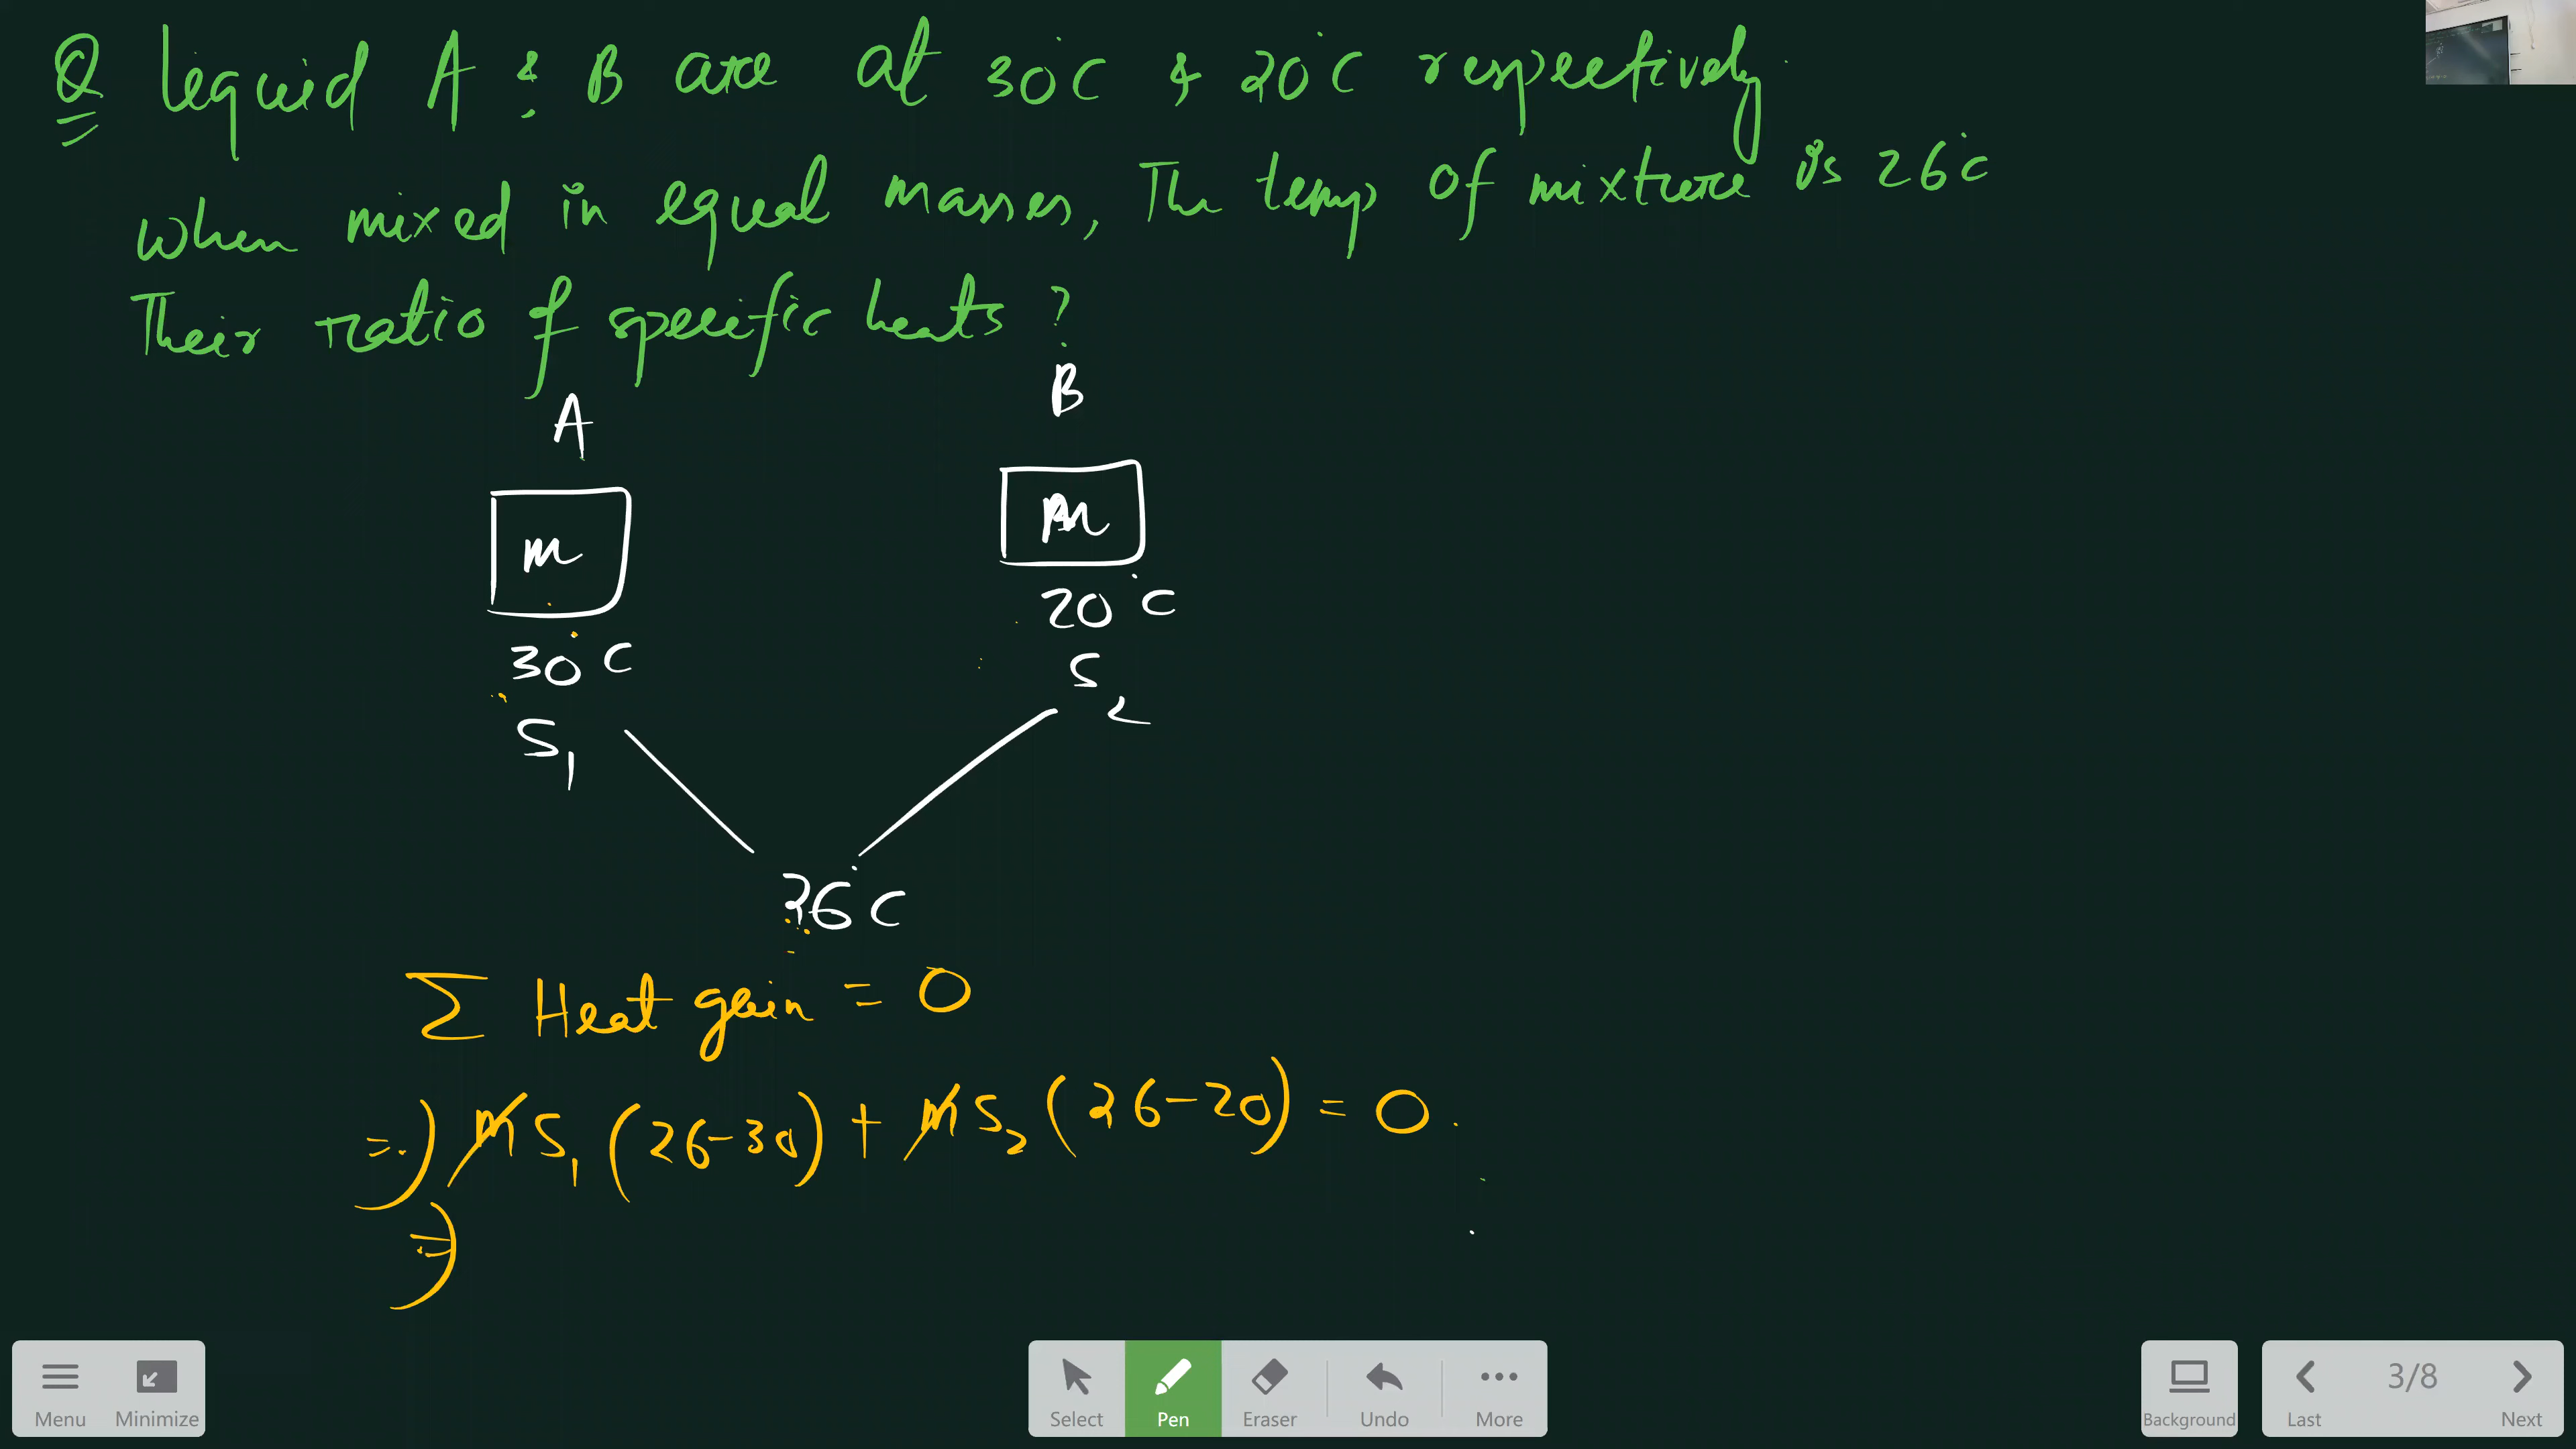 Q liquid A & B are at 30°C & 20°C respectively.
When mixed in equal masses, The temp of mixture is 26°C
Their ratio of specific heats ?
A B
m m
30°C 20°C
S₁ S₂
26°C
Σ Heat gain = 0
=> mS₁ (26-30) + mS₂ (26-20) = 0.
=>
Menu Minimize Select Pen Eraser Undo More Background Last 3/8 Next